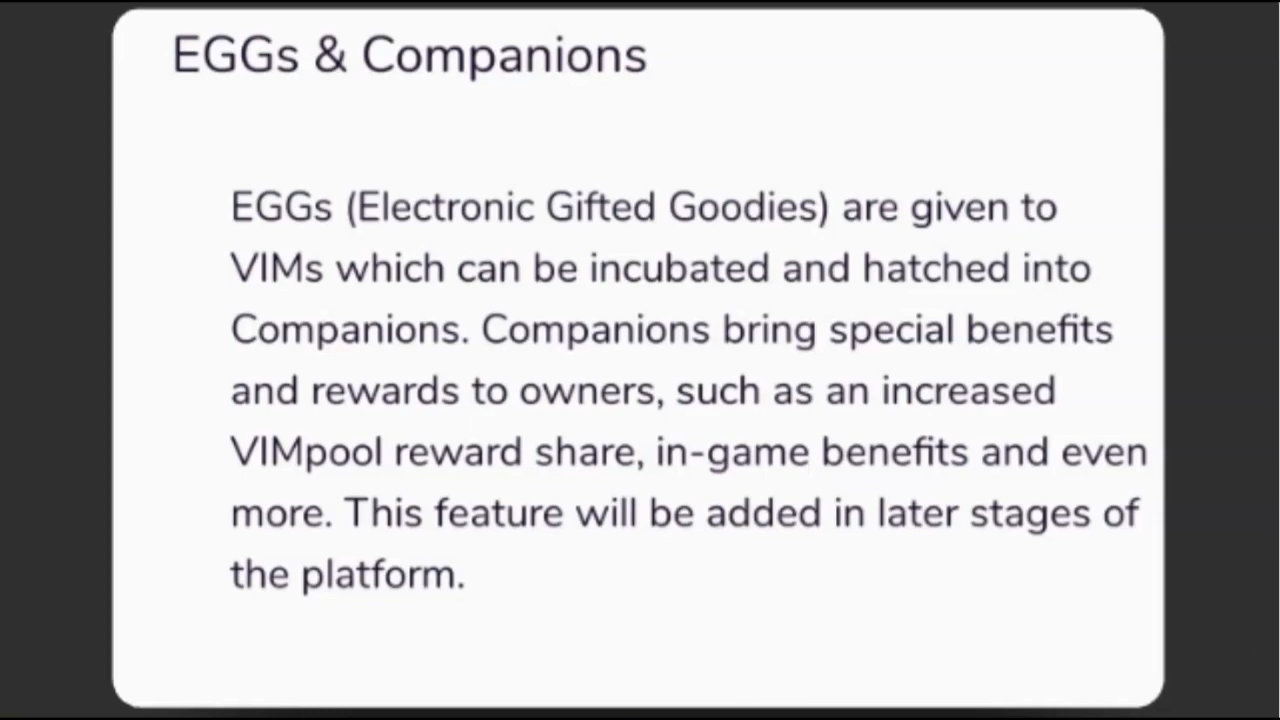 EGGs & Companions
EGGs (Electronic Gifted Goodies) are given to
VIMs which can be incubated and hatched into
Companions. Companions bring special benefits
and rewards to owners, such as an increased
VIMpool reward share, in-game benefits and even
more. This feature will be added in later stages of
the platform.